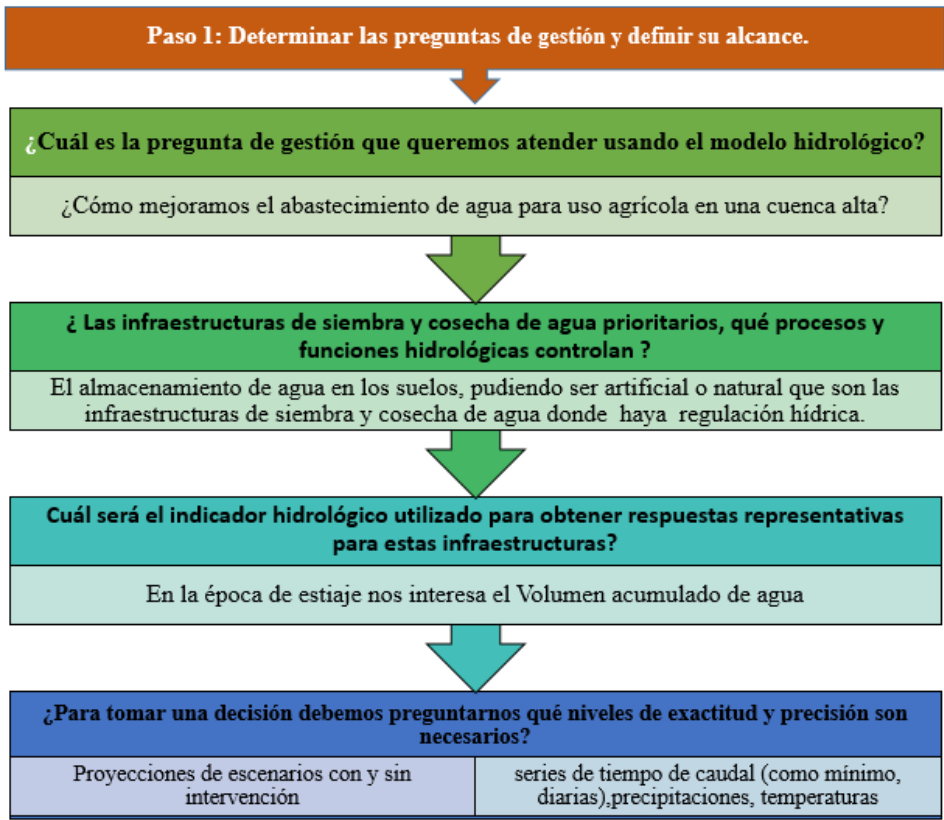 Paso 1: Determinar las preguntas de gestión y definir su alcance.
¿Cuál es la pregunta de gestión que queremos atender usando el modelo hidrológico?
¿Cómo mejoramos el abastecimiento de agua para uso agrícola en una cuenca alta?
¿ Las infraestructuras de siembra y cosecha de agua prioritarios, qué procesos y
funciones hidrológicas controlan ?
El almacenamiento de agua en los suelos, pudiendo ser artificial o natural que son las
infraestructuras de siembra y cosecha de agua donde haya regulación hídrica.
Cuál será el indicador hidrológico utilizado para obtener respuestas representativas
para estas infraestructuras?
En la época de estiaje nos interesa el Volumen acumulado de agua
¿Para tomar una decisión debemos preguntarnos qué niveles de exactitud y precisión son
necesarios?
Proyecciones de escenarios con y sin
intervención
series de tiempo de caudal (como mínimo,
diarias),precipitaciones, temperaturas